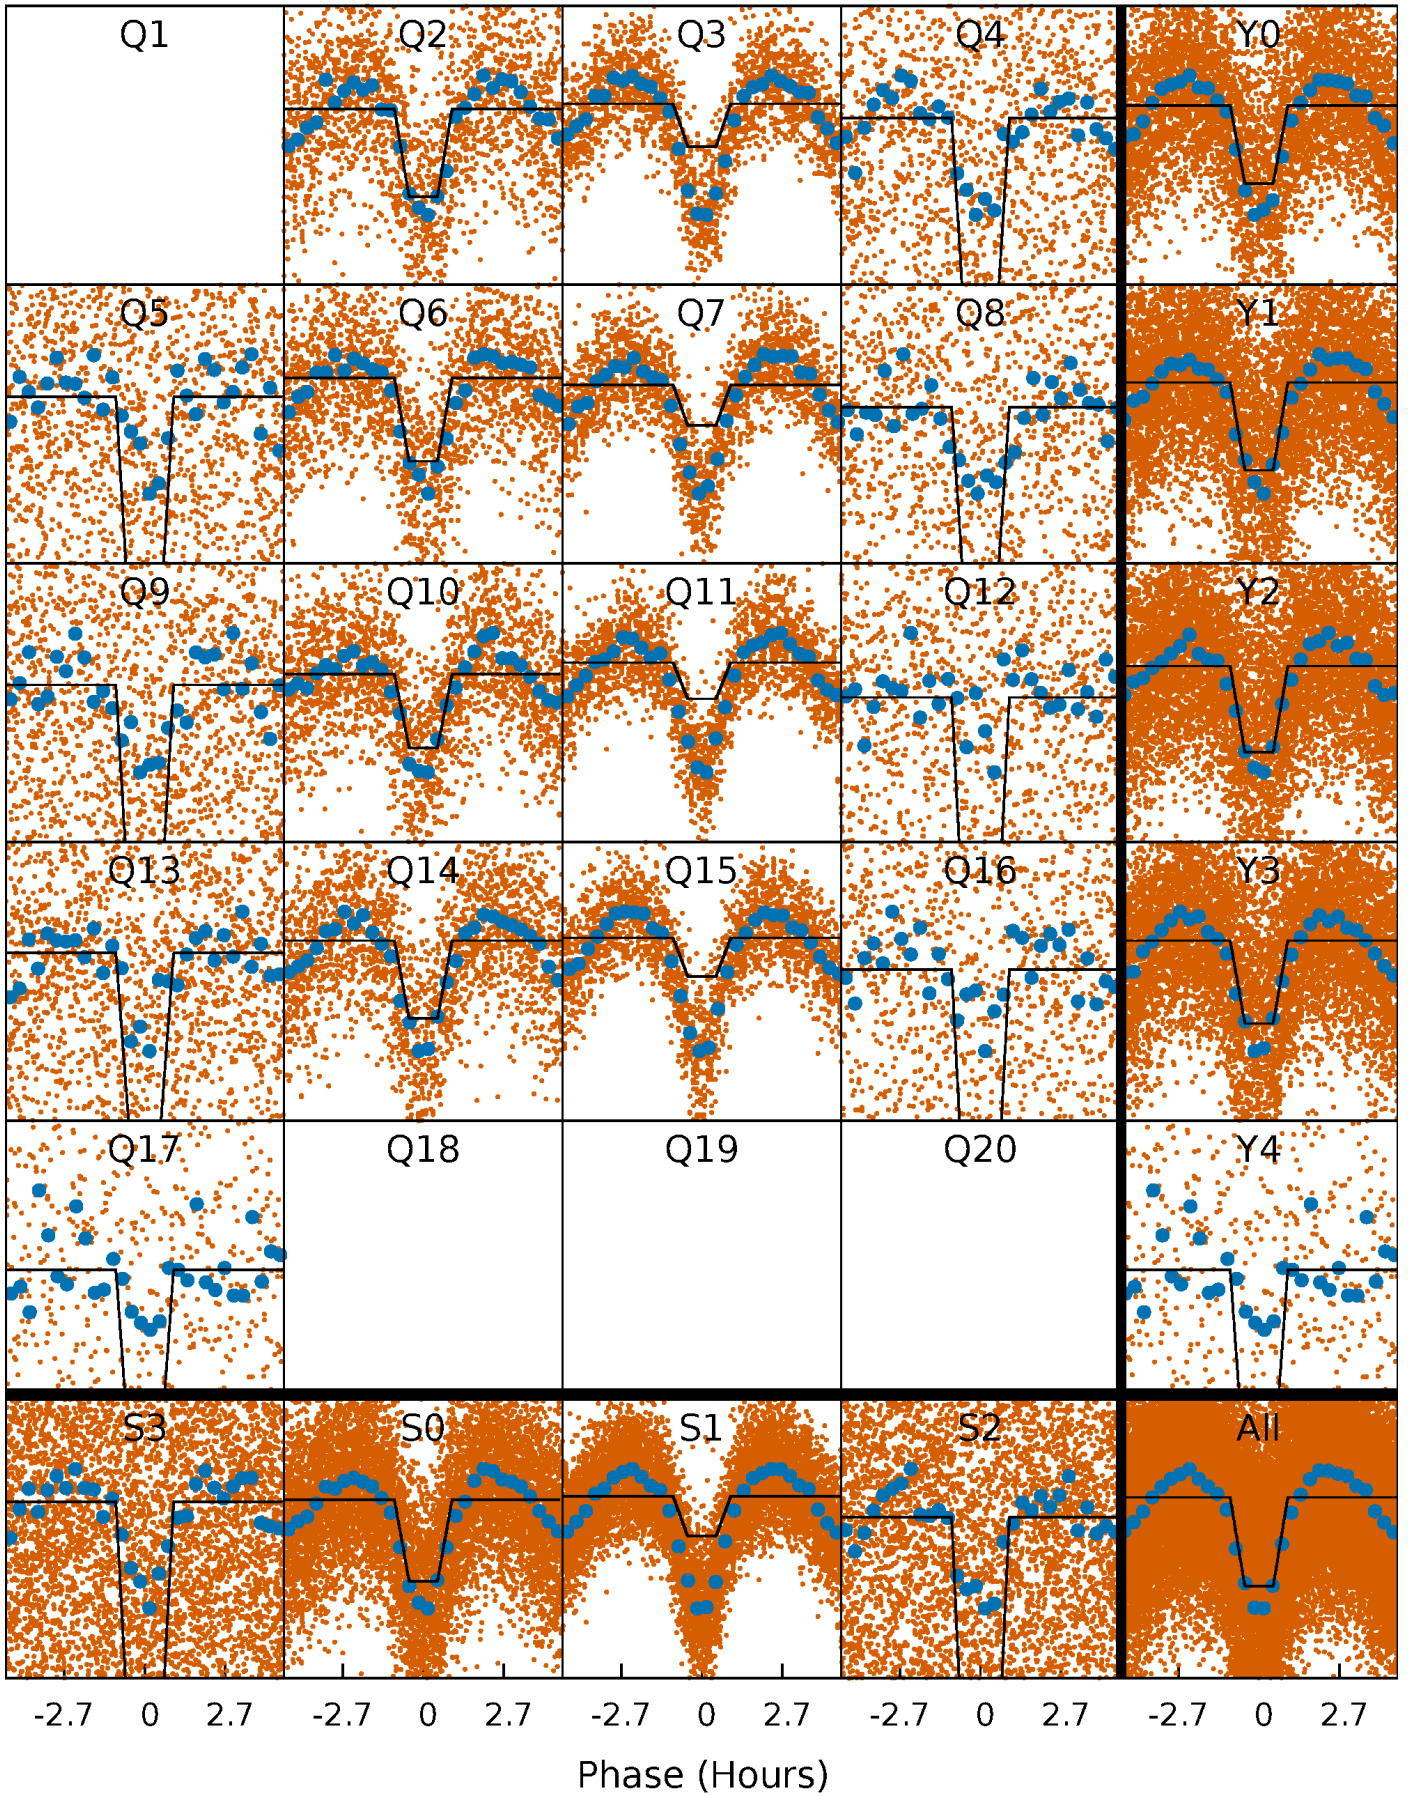 Q1 Q2 Q3 Q4 Y0
Q5 Q6 Q7 Q8 Y1
Q9 Q10 Q11 Q12 Y2
Q13 Q14 Q15 Q16 Y3
Q17 Q18 Q19 Q20 Y4
S3 S0 S1 S2 All
-2.7 0 2.7 -2.7 0 2.7 -2.7 0 2.7 -2.7 0 2.7 -2.7 0 2.7
Phase (Hours)